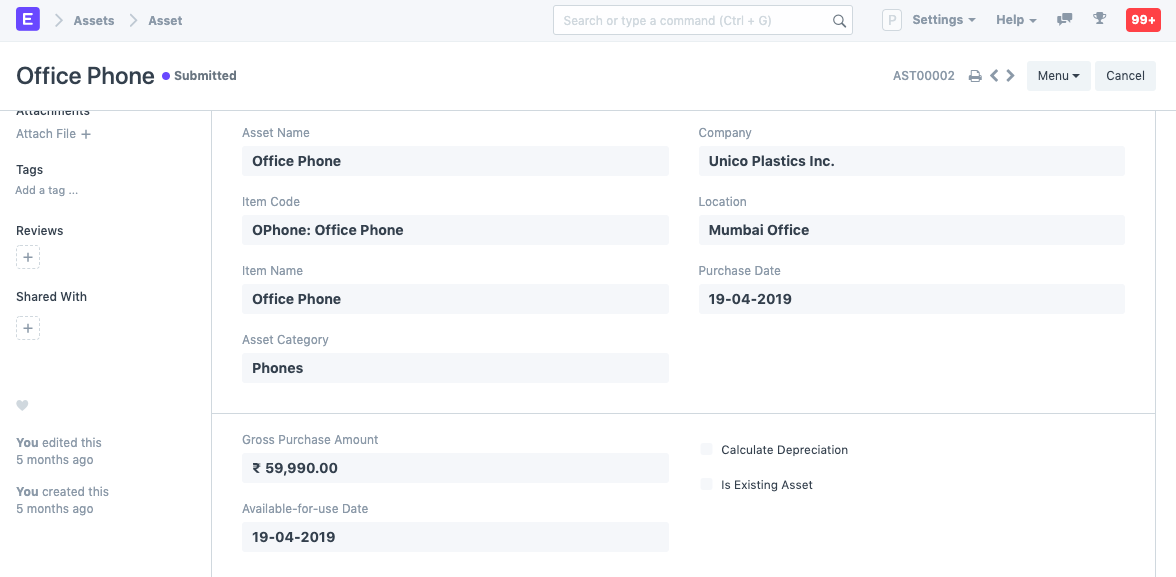 E
Assets
Asset
Search or type a command (Ctrl + G)
P
Settings
Help
99+
Office Phone
Submitted
AST00002
Menu
Cancel
Attachments
Attach File +
Tags
Add a tag ...
Reviews
+
Shared With
+
You edited this
5 months ago
You created this
5 months ago
Asset Name
Office Phone
Item Code
OPhone: Office Phone
Item Name
Office Phone
Asset Category
Phones
Company
Unico Plastics Inc.
Location
Mumbai Office
Purchase Date
19-04-2019
Gross Purchase Amount
₹ 59,990.00
Available-for-use Date
19-04-2019
Calculate Depreciation
Is Existing Asset